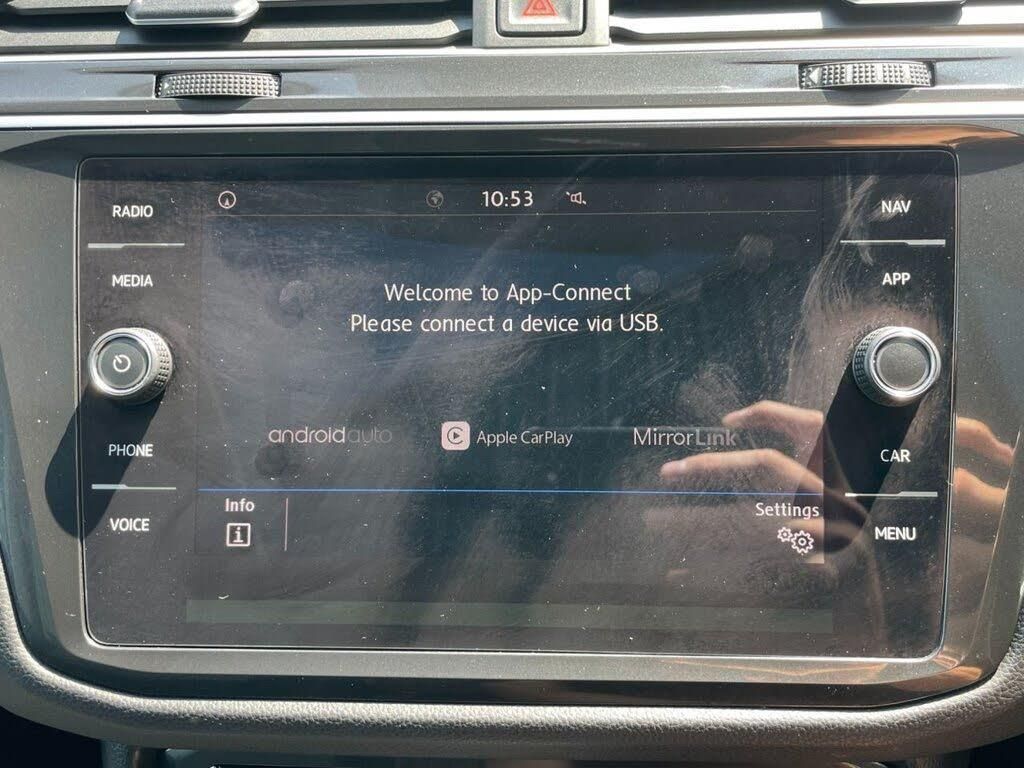 RADIO
MEDIA
PHONE
VOICE
10:53
Welcome to App-Connect
Please connect a device via USB.
androidauto
Apple CarPlay
MirrorLink
Info
Settings
NAV
APP
CAR
MENU